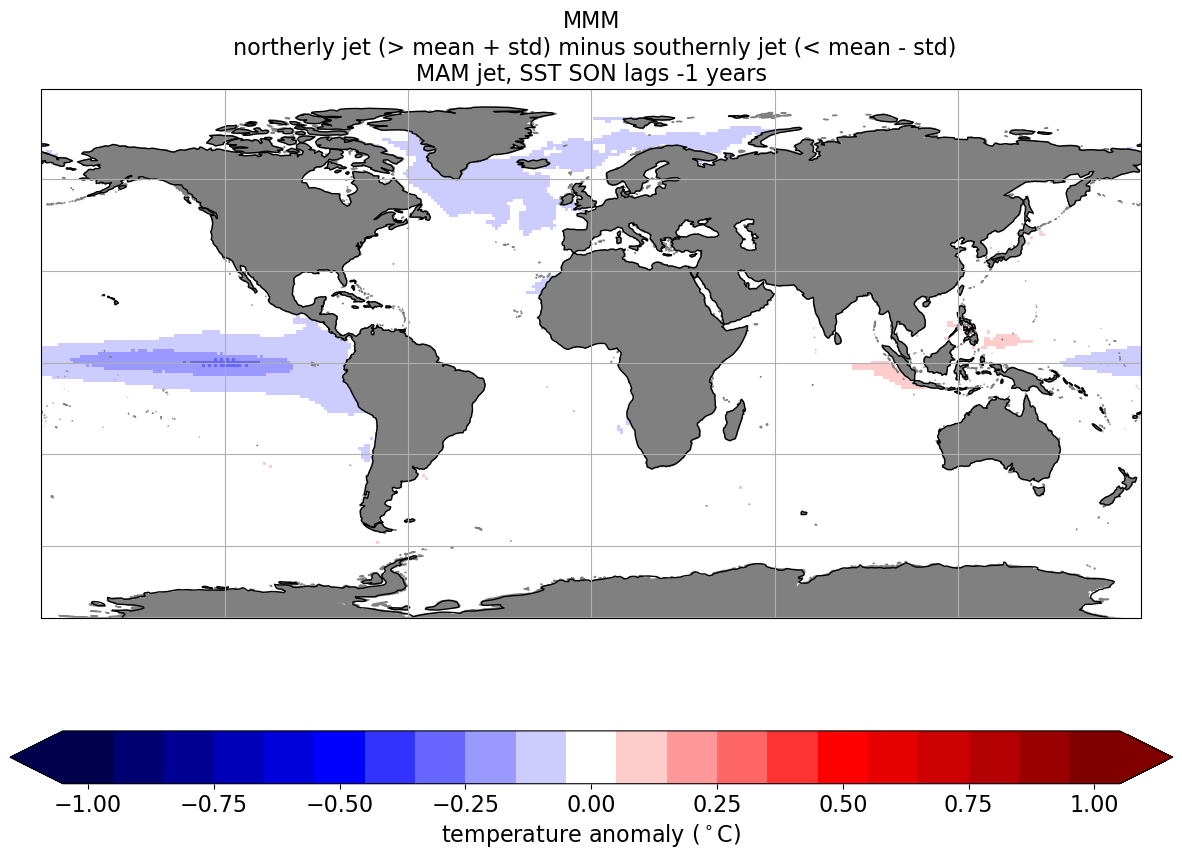 MMM
northerly jet (> mean + std) minus southernly jet (< mean - std)
MAM jet, SST SON lags -1 years
−1.00 −0.75 −0.50 −0.25 0.00 0.25 0.50 0.75 1.00
temperature anomaly (°C)